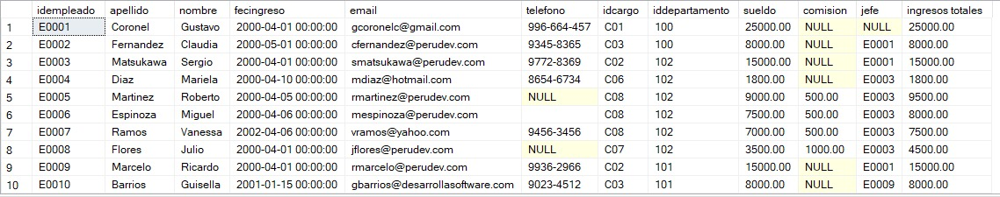 idempleado apellido nombre fecingreso email telefono idcargo iddepartamento sueldo comision jefe ingresos totales
1 E0001 Coronel Gustavo 2000-04-01 00:00:00 gcoronelc@gmail.com 996-664-457 C01 100 25000.00 NULL NULL 25000.00
2 E0002 Fernandez Claudia 2000-05-01 00:00:00 cfernandez@perudev.com 9345-8365 C03 100 8000.00 NULL E0001 8000.00
3 E0003 Matsukawa Sergio 2000-04-01 00:00:00 smatsukawa@perudev.com 9772-8369 C02 102 15000.00 NULL E0001 15000.00
4 E0004 Diaz Mariela 2000-04-10 00:00:00 mdiaz@hotmail.com 8654-6734 C06 102 1800.00 NULL E0003 1800.00
5 E0005 Martinez Roberto 2000-04-05 00:00:00 rmartinez@perudev.com NULL C08 102 9000.00 500.00 E0003 9500.00
6 E0006 Espinoza Miguel 2000-04-06 00:00:00 mespinoza@perudev.com C08 102 7500.00 500.00 E0003 8000.00
7 E0007 Ramos Vanessa 2002-04-06 00:00:00 vramos@yahoo.com 9456-3456 C08 102 7000.00 500.00 E0003 7500.00
8 E0008 Flores Julio 2000-04-01 00:00:00 jflores@perudev.com NULL C07 102 3500.00 1000.00 E0003 4500.00
9 E0009 Marcelo Ricardo 2000-04-01 00:00:00 rmarcelo@perudev.com 9936-2966 C02 101 15000.00 NULL E0001 15000.00
10 E0010 Barrios Guisella 2001-01-15 00:00:00 gbarrios@desarrollasoftware.com 9023-4512 C03 101 8000.00 NULL E0009 8000.00